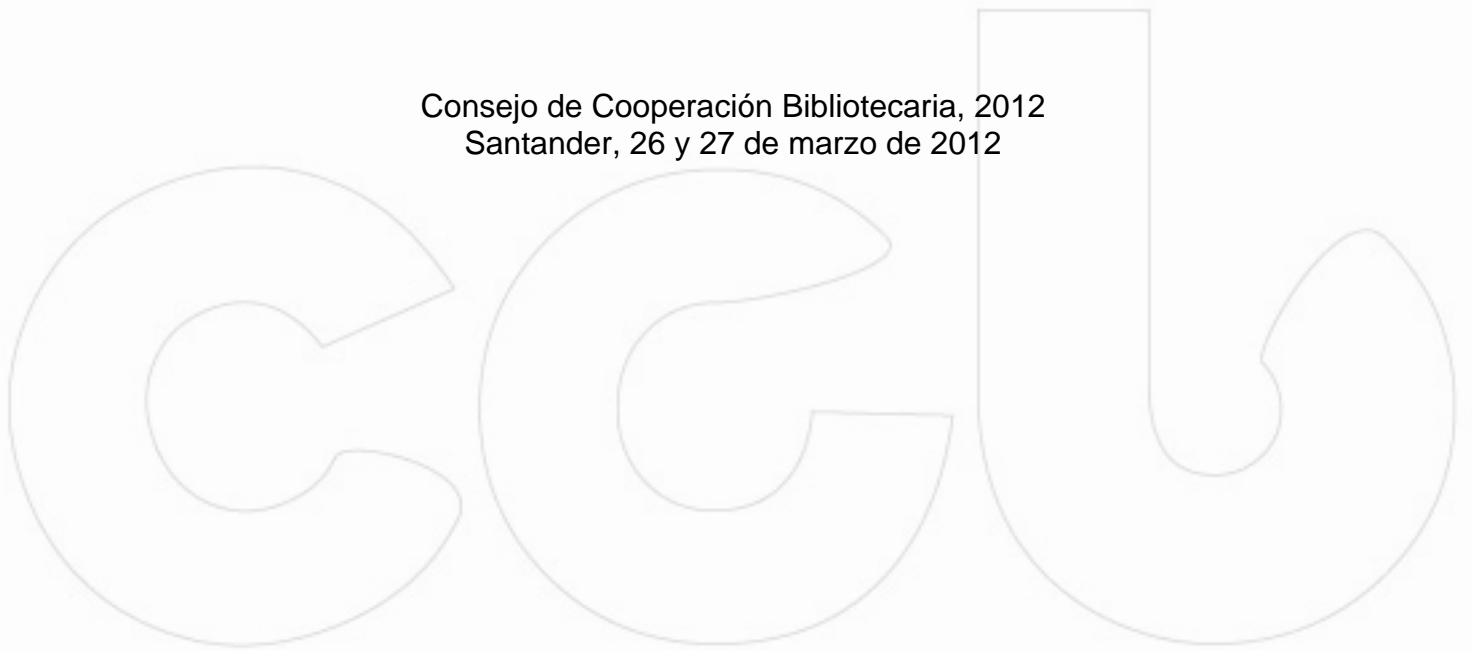 Consejo de Cooperación Bibliotecaria, 2012
Santander, 26 y 27 de marzo de 2012
ccb